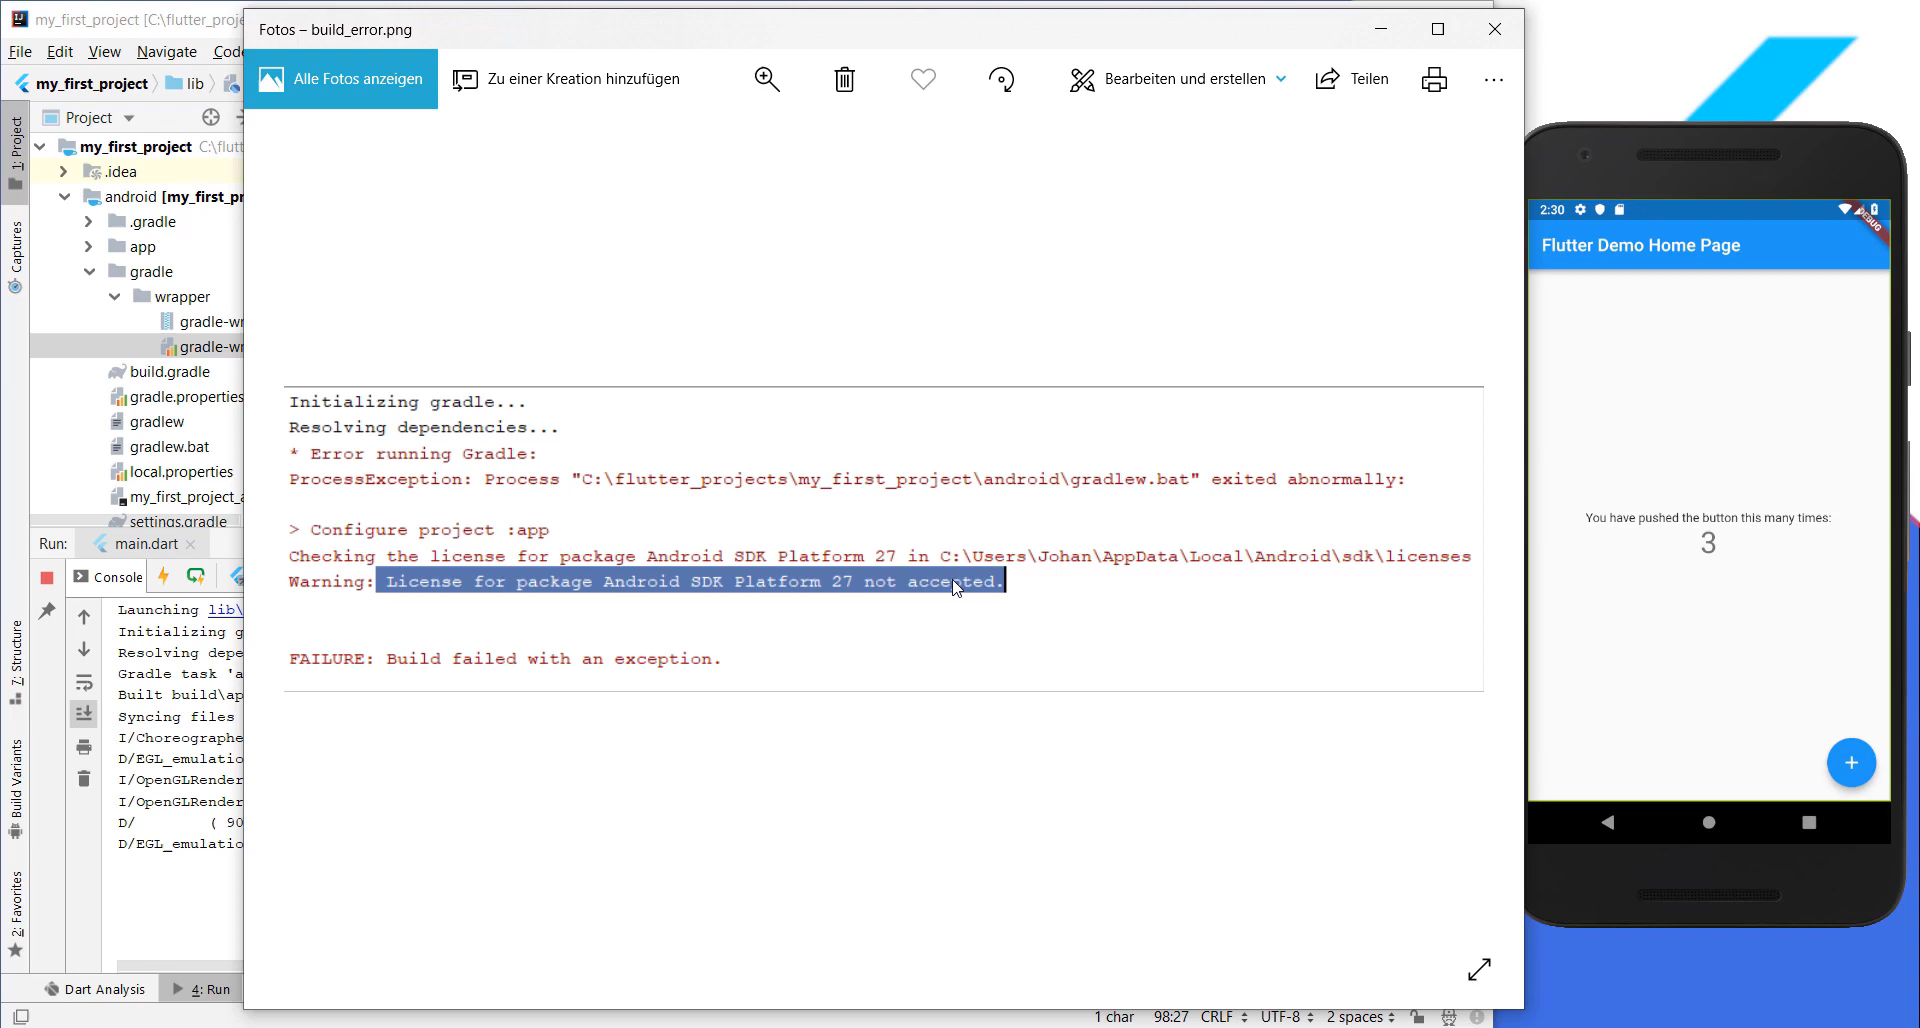 my_first_project [C:\flutter_proje
File Edit View Navigate Code
my_first_project lib
Project
my_first_project C:\flutt
.idea
android [my_first_pr
.gradle
app
gradle
wrapper
gradle-wr
gradle-wr
build.gradle
gradle.properties
gradlew
gradlew.bat
local.properties
my_first_project_a
settings.gradle
1: Project
Captures
7: Structure
Build Variants
2: Favorites
Run: main.dart
Console
Launching lib\
Initializing g
Resolving depe
Gradle task 'a
Built build\ap
Syncing files
I/Choreographe
D/EGL_emulatio
I/OpenGLRender
I/OpenGLRender
D/ ( 90
D/EGL_emulatio
Dart Analysis 4: Run
Fotos – build_error.png
Alle Fotos anzeigen Zu einer Kreation hinzufügen Bearbeiten und erstellen Teilen
Initializing gradle...
Resolving dependencies...
* Error running Gradle:
ProcessException: Process "C:\flutter_projects\my_first_project\android\gradlew.bat" exited abnormally:
> Configure project :app
Checking the license for package Android SDK Platform 27 in C:\Users\Johan\AppData\Local\Android\sdk\licenses
Warning: License for package Android SDK Platform 27 not accepted.
FAILURE: Build failed with an exception.
1 char 98:27 CRLF UTF-8 2 spaces
2:30
DEBUG
Flutter Demo Home Page
You have pushed the button this many times:
3